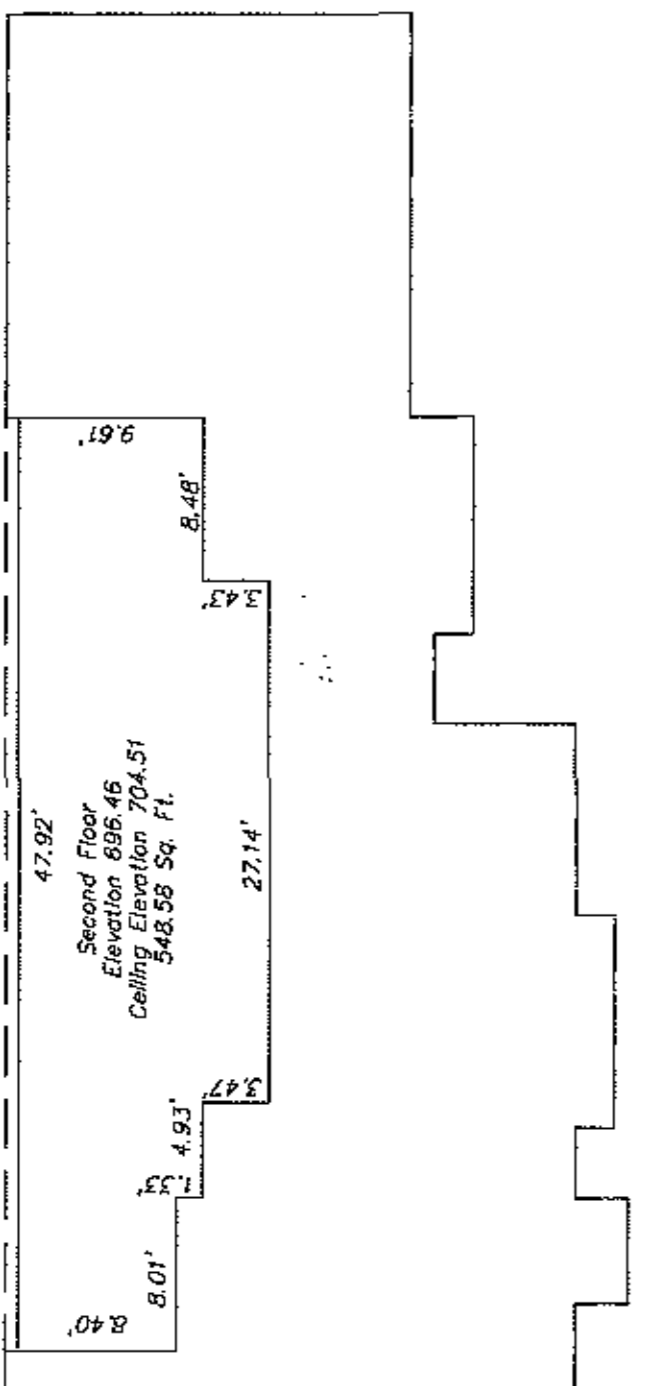 9.61'
8.48'
3.43'
47.92'
Second Floor
Elevation 696.46
Ceiling Elevation 704.51
548.58 Sq. Ft.
27.14'
3.47'
4.93'
1.33'
8.01'
8.40'